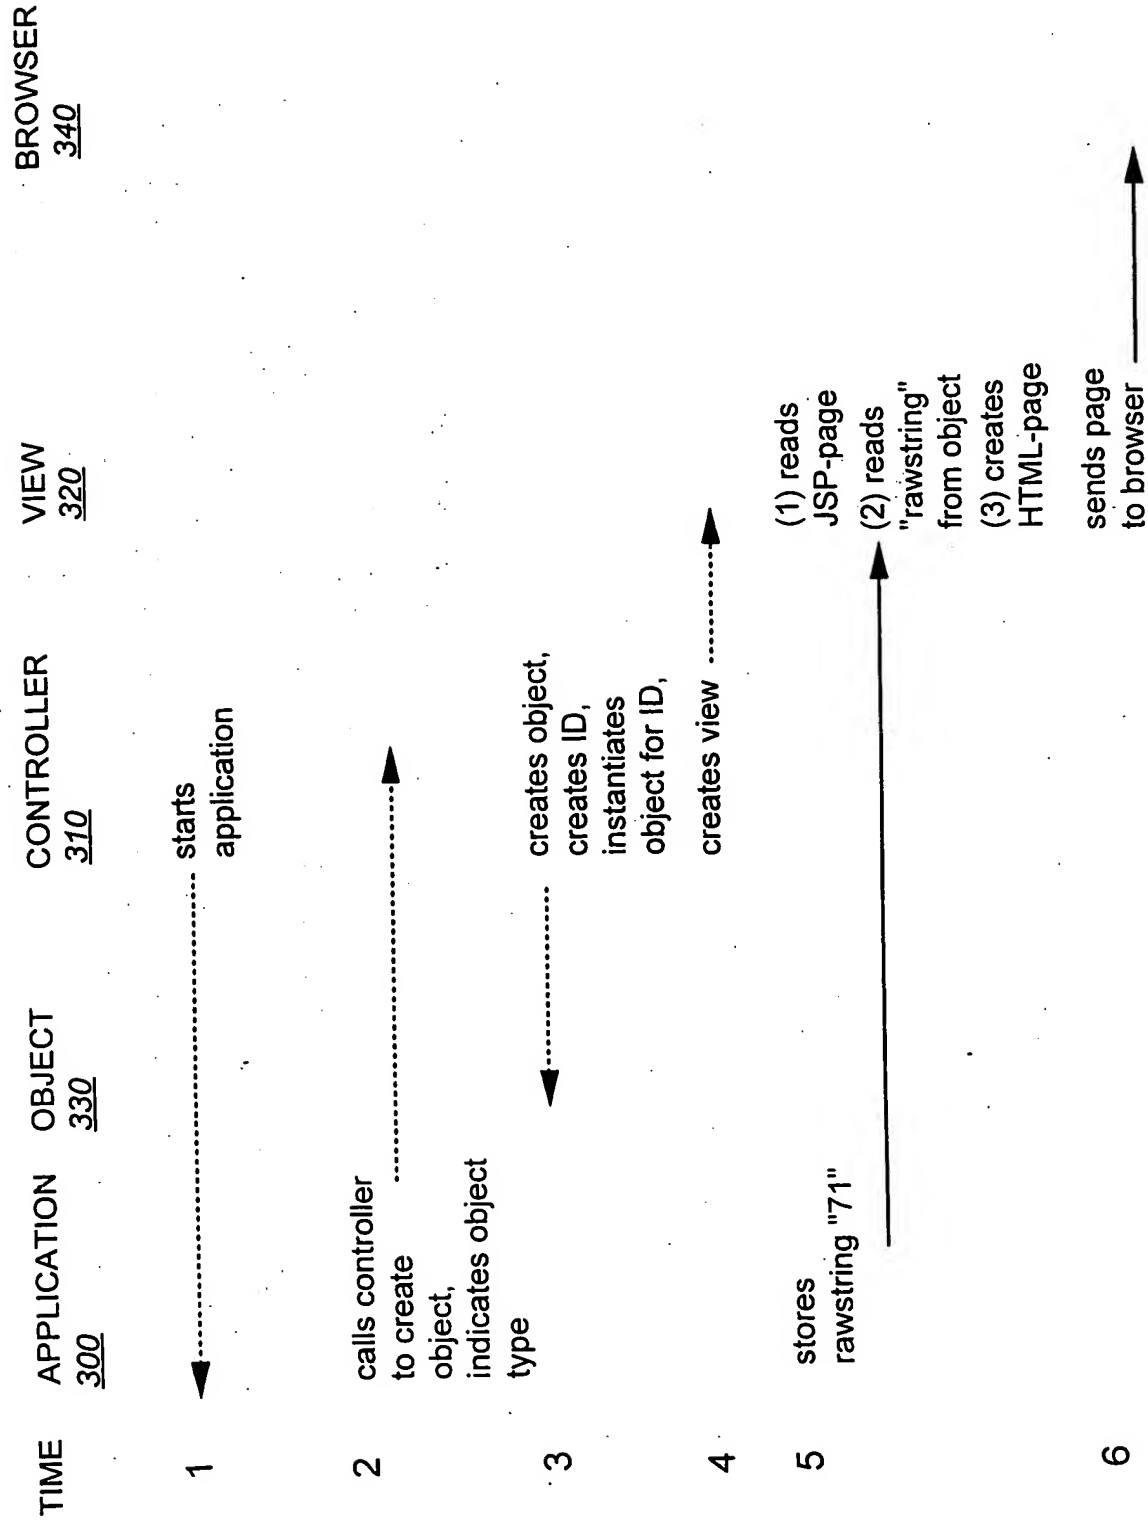 TIME APPLICATION OBJECT CONTROLLER VIEW BROWSER
300 330 310 320 340
1 starts
application
2 calls controller
to create
object,
indicates object
type
3 creates object,
creates ID,
instantiates
object for ID,
4 creates view
5 stores
rawstring "71"
(1) reads
JSP-page
(2) reads
"rawstring"
from object
(3) creates
HTML-page
6 sends page
to browser